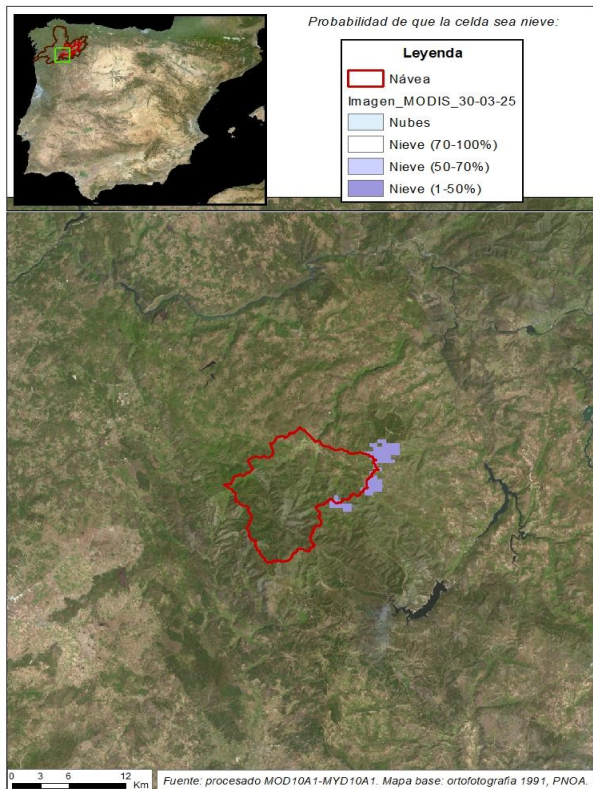 Probabilidad de que la celda sea nieve:
Leyenda
Návea
Imagen_MODIS_30-03-25
Nubes
Nieve (70-100%)
Nieve (50-70%)
Nieve (1-50%)
0 3 6 12
Km
Fuente: procesado MOD10A1-MYD10A1. Mapa base: ortofotografia 1991, PNOA.